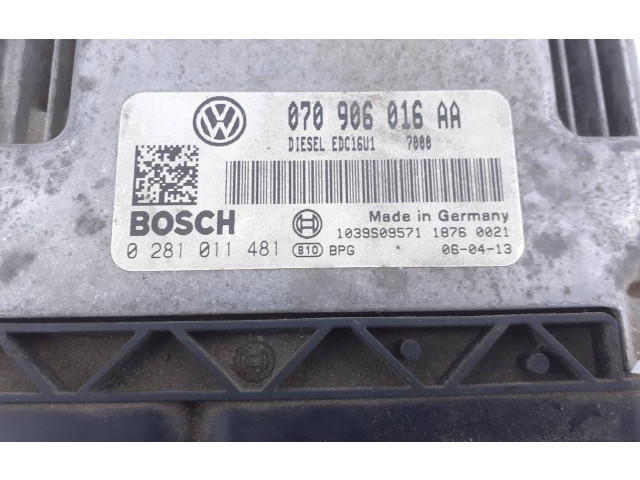 070 906 016 AA
DIESEL EDC16U1 7000
BOSCH
Made in Germany
1039S09571 1876 0021
0 281 011 481 810 BPG 06-04-13